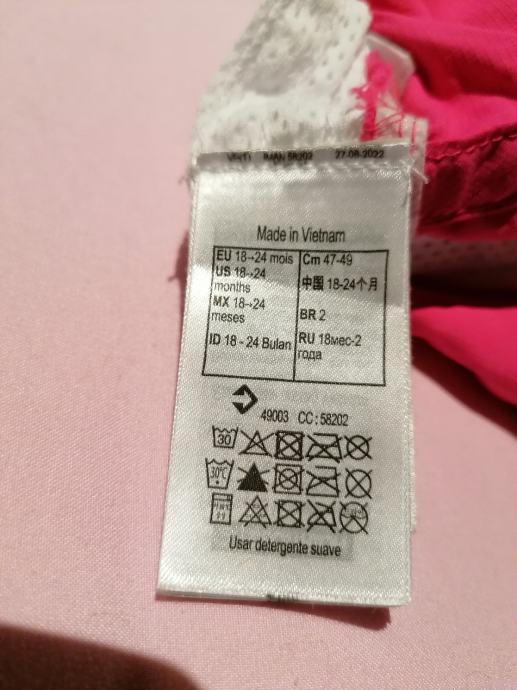 IMAN 58202 27-08-2022
Made in Vietnam
EU 18→24 mois
US 18→24
months
MX 18→24
meses
ID 18 - 24 Bulan
Cm 47-49
中国 18-24个月
BR 2
RU 18мес-2
года
49003 CC : 58202
30
30°C
Usar detergente suave